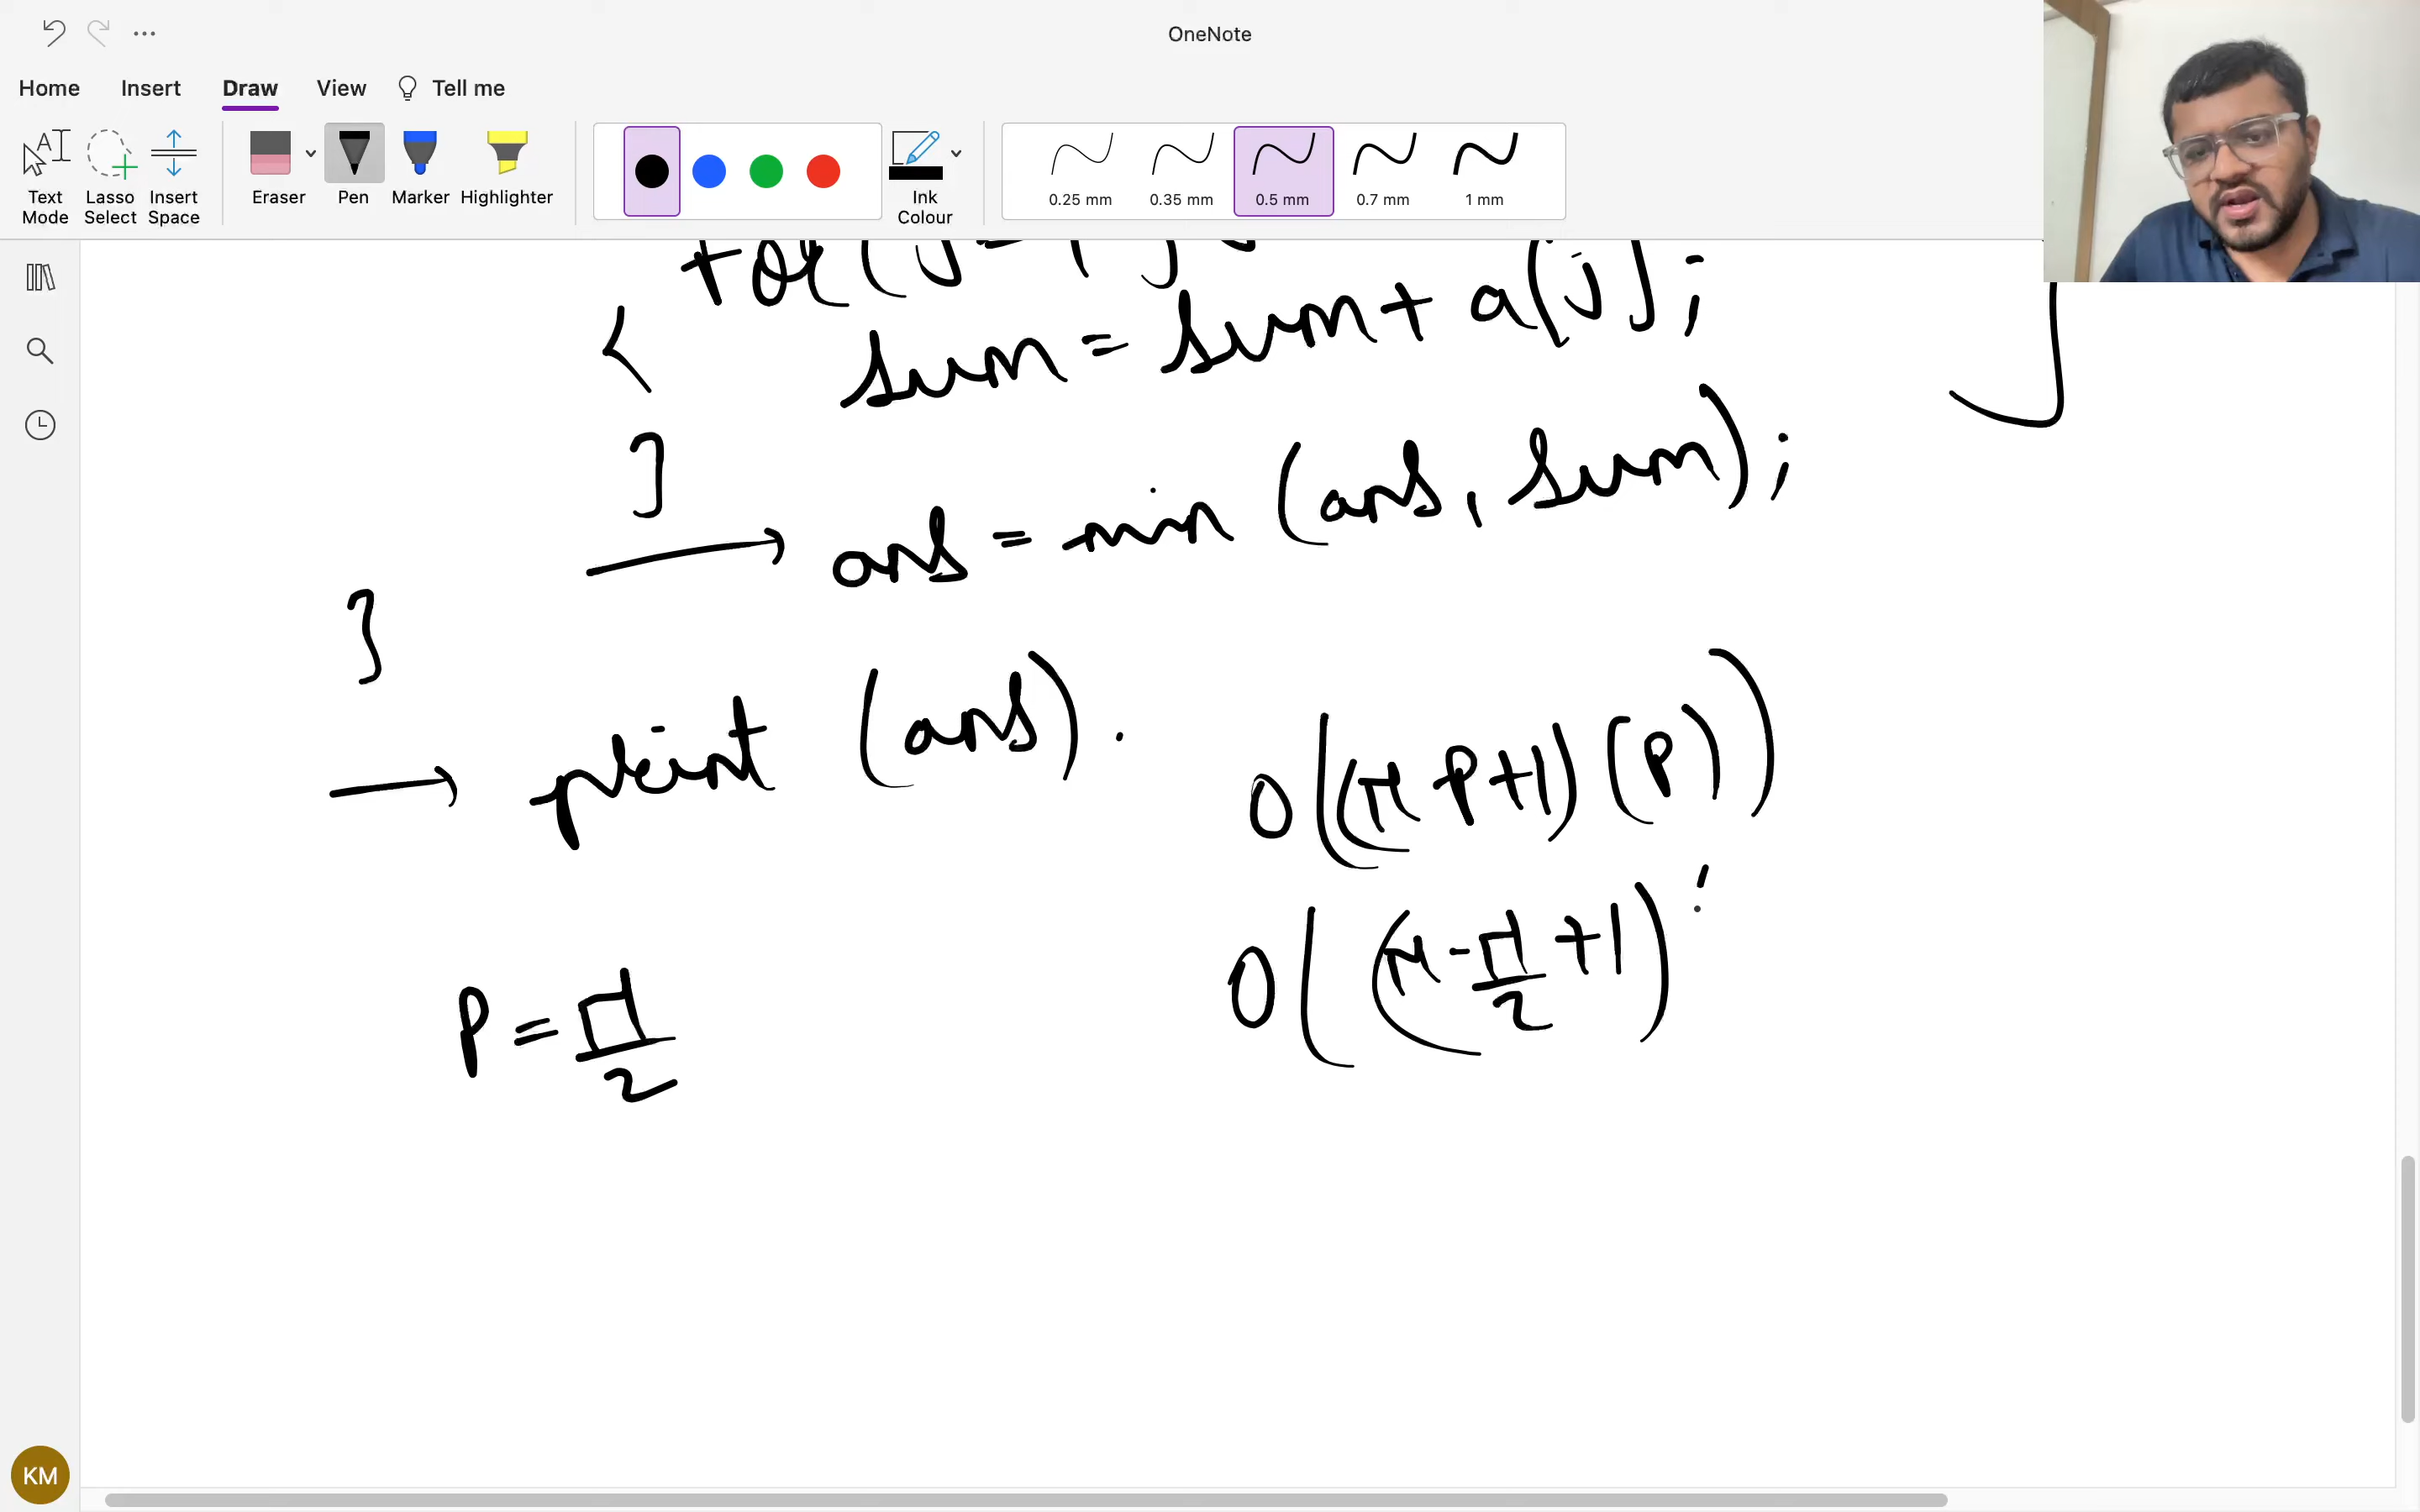 OneNote
Home Insert Draw View Tell me
Text Mode
Lasso Select
Insert Space
Eraser
Pen
Marker
Highlighter
Ink Colour
0.25 mm
0.35 mm
0.5 mm
0.7 mm
1 mm
sum = sum + a[j];
}
ans = min (ans, sum);
}
→ print (ans).
O((n-p+1)(p))
O((n-n/2+1)
p = n/2
KM